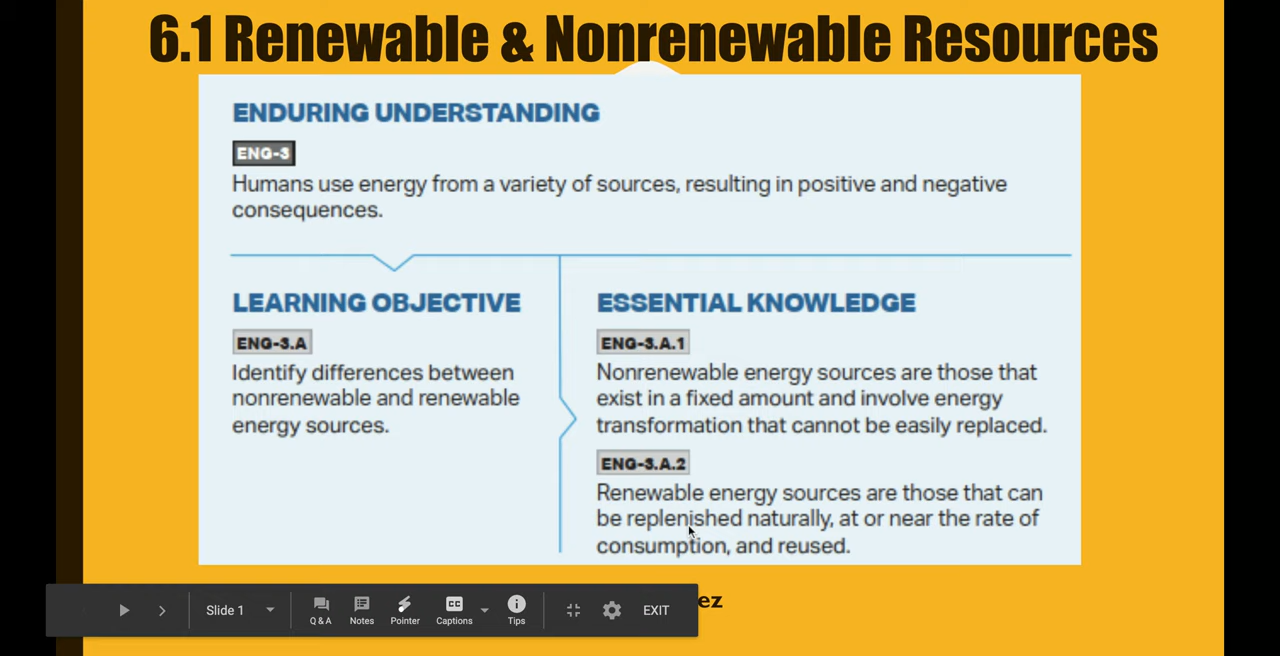 6.1 Renewable & Nonrenewable Resources
ENDURING UNDERSTANDING
ENG-3
Humans use energy from a variety of sources, resulting in positive and negative
consequences.
LEARNING OBJECTIVE
ENG-3.A
Identify differences between
nonrenewable and renewable
energy sources.
ESSENTIAL KNOWLEDGE
ENG-3.A.1
Nonrenewable energy sources are those that
exist in a fixed amount and involve energy
transformation that cannot be easily replaced.
ENG-3.A.2
Renewable energy sources are those that can
be replenished naturally, at or near the rate of
consumption, and reused.
ez
Slide 1
Q & A
Notes
Pointer
CC
Captions
Tips
EXIT